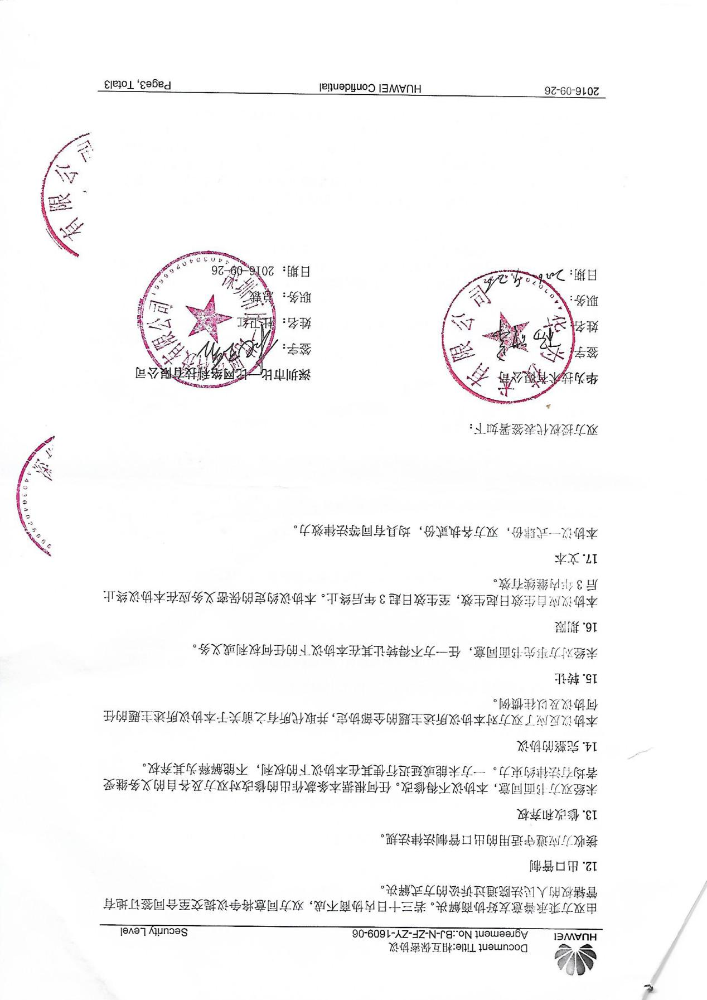 HUAWEI
Document Title:相互保密协议
Agreement No.:BJ-N-ZF-ZY-1609-06
Security Level
由双方秉承善意友好协商解决。若三十日内协商不成，双方同意将争议提交至合同签订地有
管辖权的人民法院通过诉讼的方式解决。
12. 出口管制
接收方应遵守适用的出口管制法律法规。
13. 修改和弃权
未经双方书面同意，本协议不得修改。任何根据本条款作出的修改对双方及各自的义务继受
者均有法律约束力。一方未能或延迟行使其在本协议下的权利，不能解释为其弃权。
14. 完整的协议
本协议反应了双方对本协议所述主题的全部协定，并取代所有之前关于本协议所述主题的任
何协议及以往惯例。
15. 转让
未经对方事先书面同意，任一方不得转让其在本协议下的任何权利或义务。
16. 期限
本协议应自生效日起生效，至生效日起 3 年后终止。本协议约定的保密义务应在本协议终止
后 3 年内继续有效。
17. 文本
本协议一式肆份，双方各执贰份，均具有同等法律效力。
双方授权代表签署如下：
华为技术有限公司
签字：
姓名：
职务：
日期：2016.9.26
华为技术有限公司
深圳市比一比网络科技有限公司
签字：
姓名：杜卫红
职务：总裁
日期：2016-09-26
4403040266661
有限公司
2016-09-26
HUAWEI Confidential
Page3, Total3